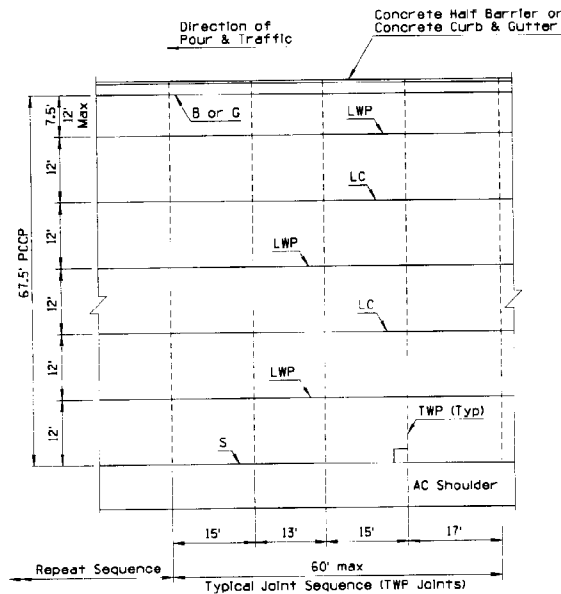 Direction of
Pour & Traffic
Concrete Half Barrier or
Concrete Curb & Gutter
7.5'
12'
Max
B or G
LWP
12'
LC
12'
LWP
67.5' PCCP
12'
LC
12'
LWP
12'
TWP (Typ)
S
AC Shoulder
15'
13'
15'
17'
Repeat Sequence
60' max
Typical Joint Sequence (TWP Joints)